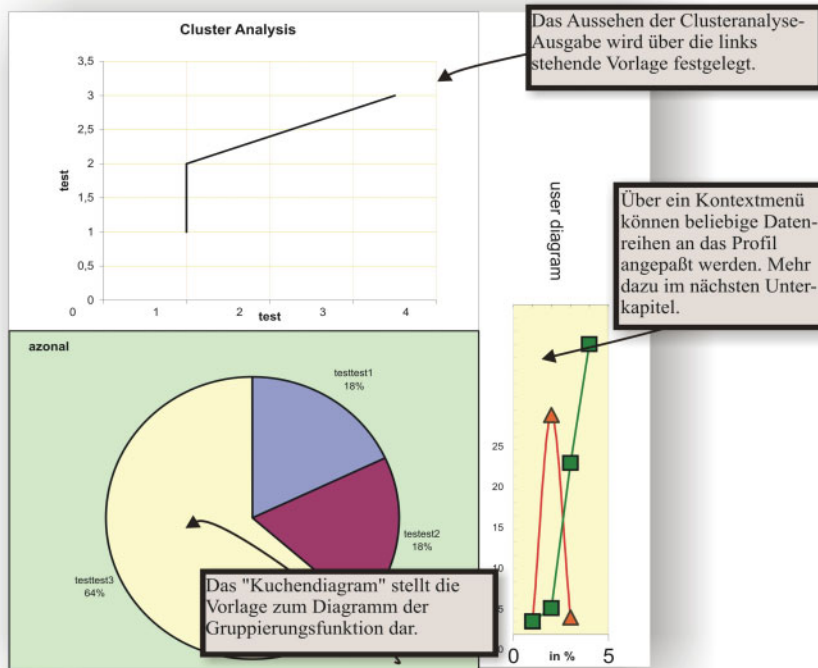 Cluster Analysis
3,5
3
2,5
2
1,5
1
0,5
0
test
0
1
2
3
4
test
Das Aussehen der Clusteranalyse-
Ausgabe wird über die links
stehende Vorlage festgelegt.
user diagram
Über ein Kontextmenü
können beliebige Daten-
reihen an das Profil
angepaßt werden. Mehr
dazu im nächsten Unter-
kapitel.
azonal
testtest1
18%
testest2
18%
testtest3
64%
Das "Kuchendiagram" stellt die
Vorlage zum Diagramm der
Gruppierungsfunktion dar.
25
20
15
10
5
0
0
in %
5